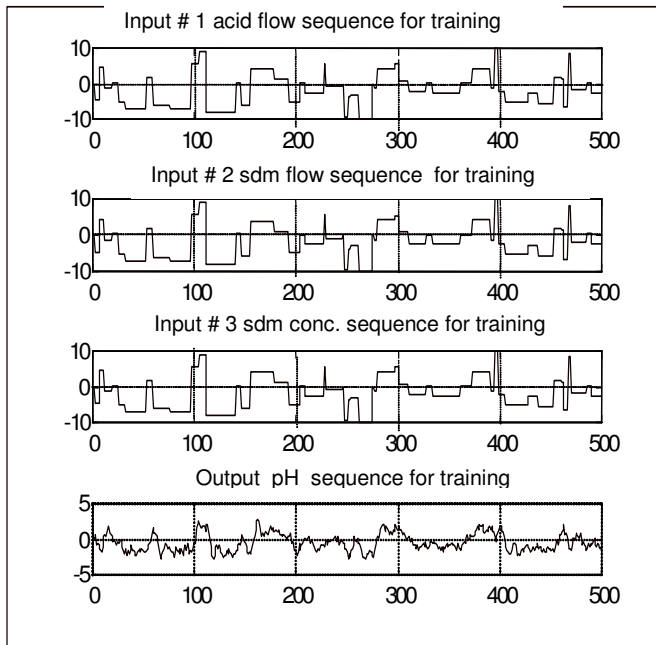 Input # 1 acid flow sequence for training
10
0
-10
0 100 200 300 400 500
Input # 2 sdm flow sequence for training
10
0
-10
0 100 200 300 400 500
Input # 3 sdm conc. sequence for training
10
0
-10
0 100 200 300 400 500
Output pH sequence for training
5
0
-5
0 100 200 300 400 500